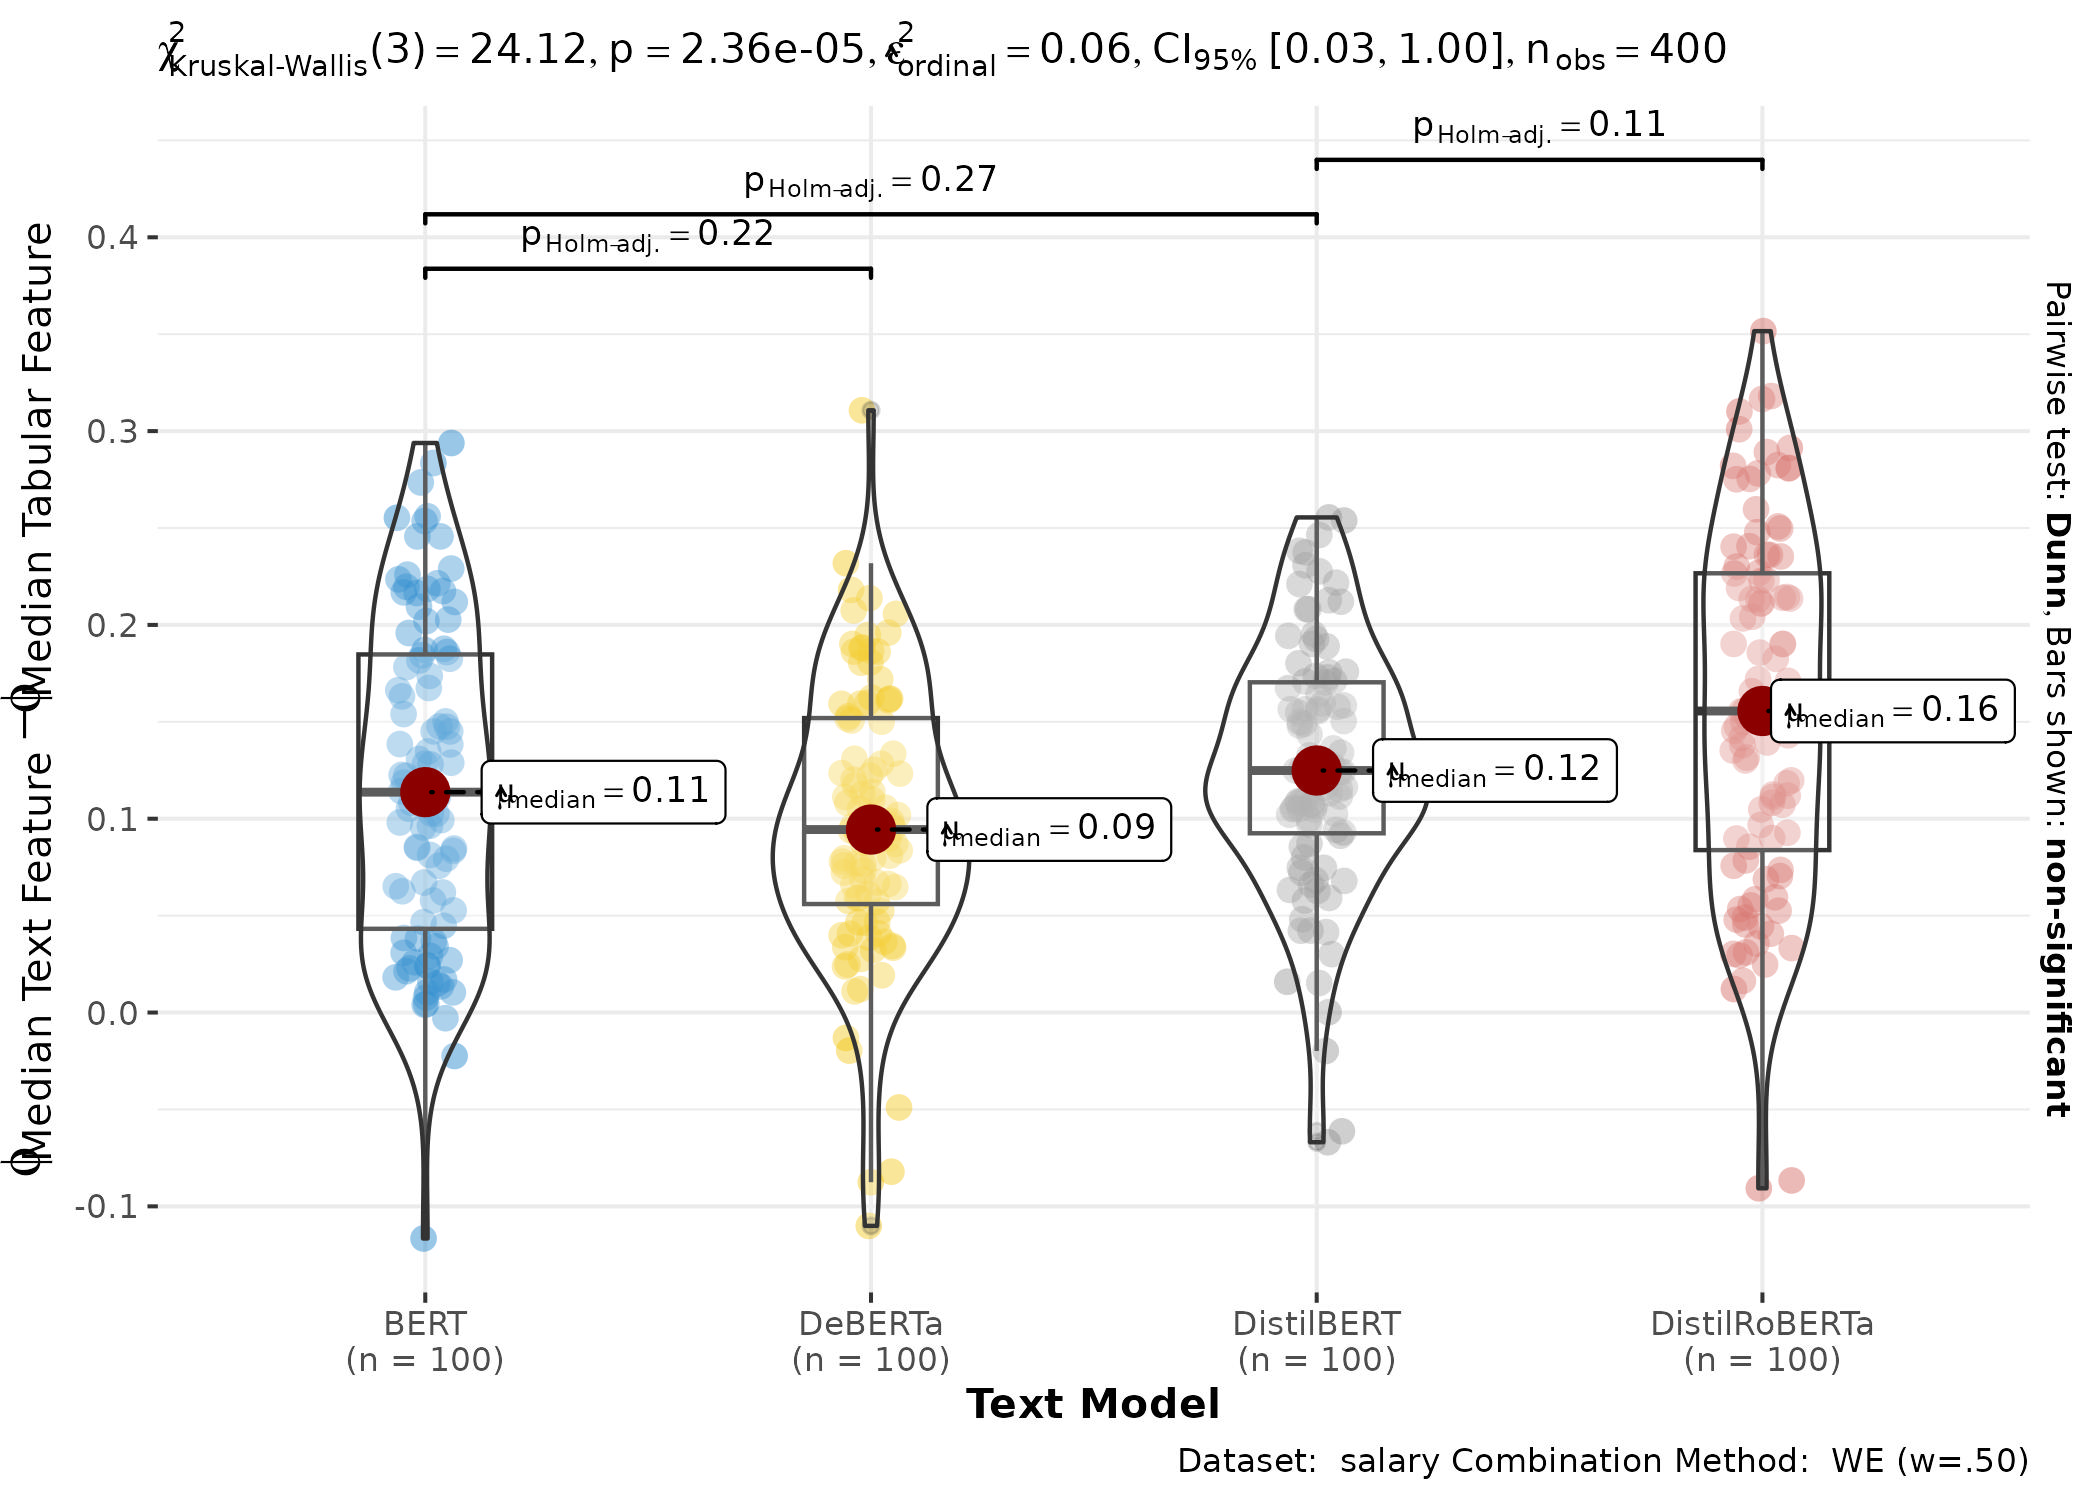 χ²Kruskal-Wallis(3) = 24.12, p = 2.36e-05, ε̂²ordinal = 0.06, CI95% [0.03, 1.00], nobs = 400
pHolm-adj. = 0.11
pHolm-adj. = 0.27
pHolm-adj. = 0.22
ϕMedian Text Feature − ϕMedian Tabular Feature
0.4
0.3
0.2
0.1
0.0
-0.1
μ̂median = 0.11
μ̂median = 0.09
μ̂median = 0.12
μ̂median = 0.16
Pairwise test: Dunn, Bars shown: non-significant
BERT
(n = 100)
DeBERTa
(n = 100)
DistilBERT
(n = 100)
DistilRoBERTa
(n = 100)
Text Model
Dataset:  salary Combination Method:  WE (w=.50)